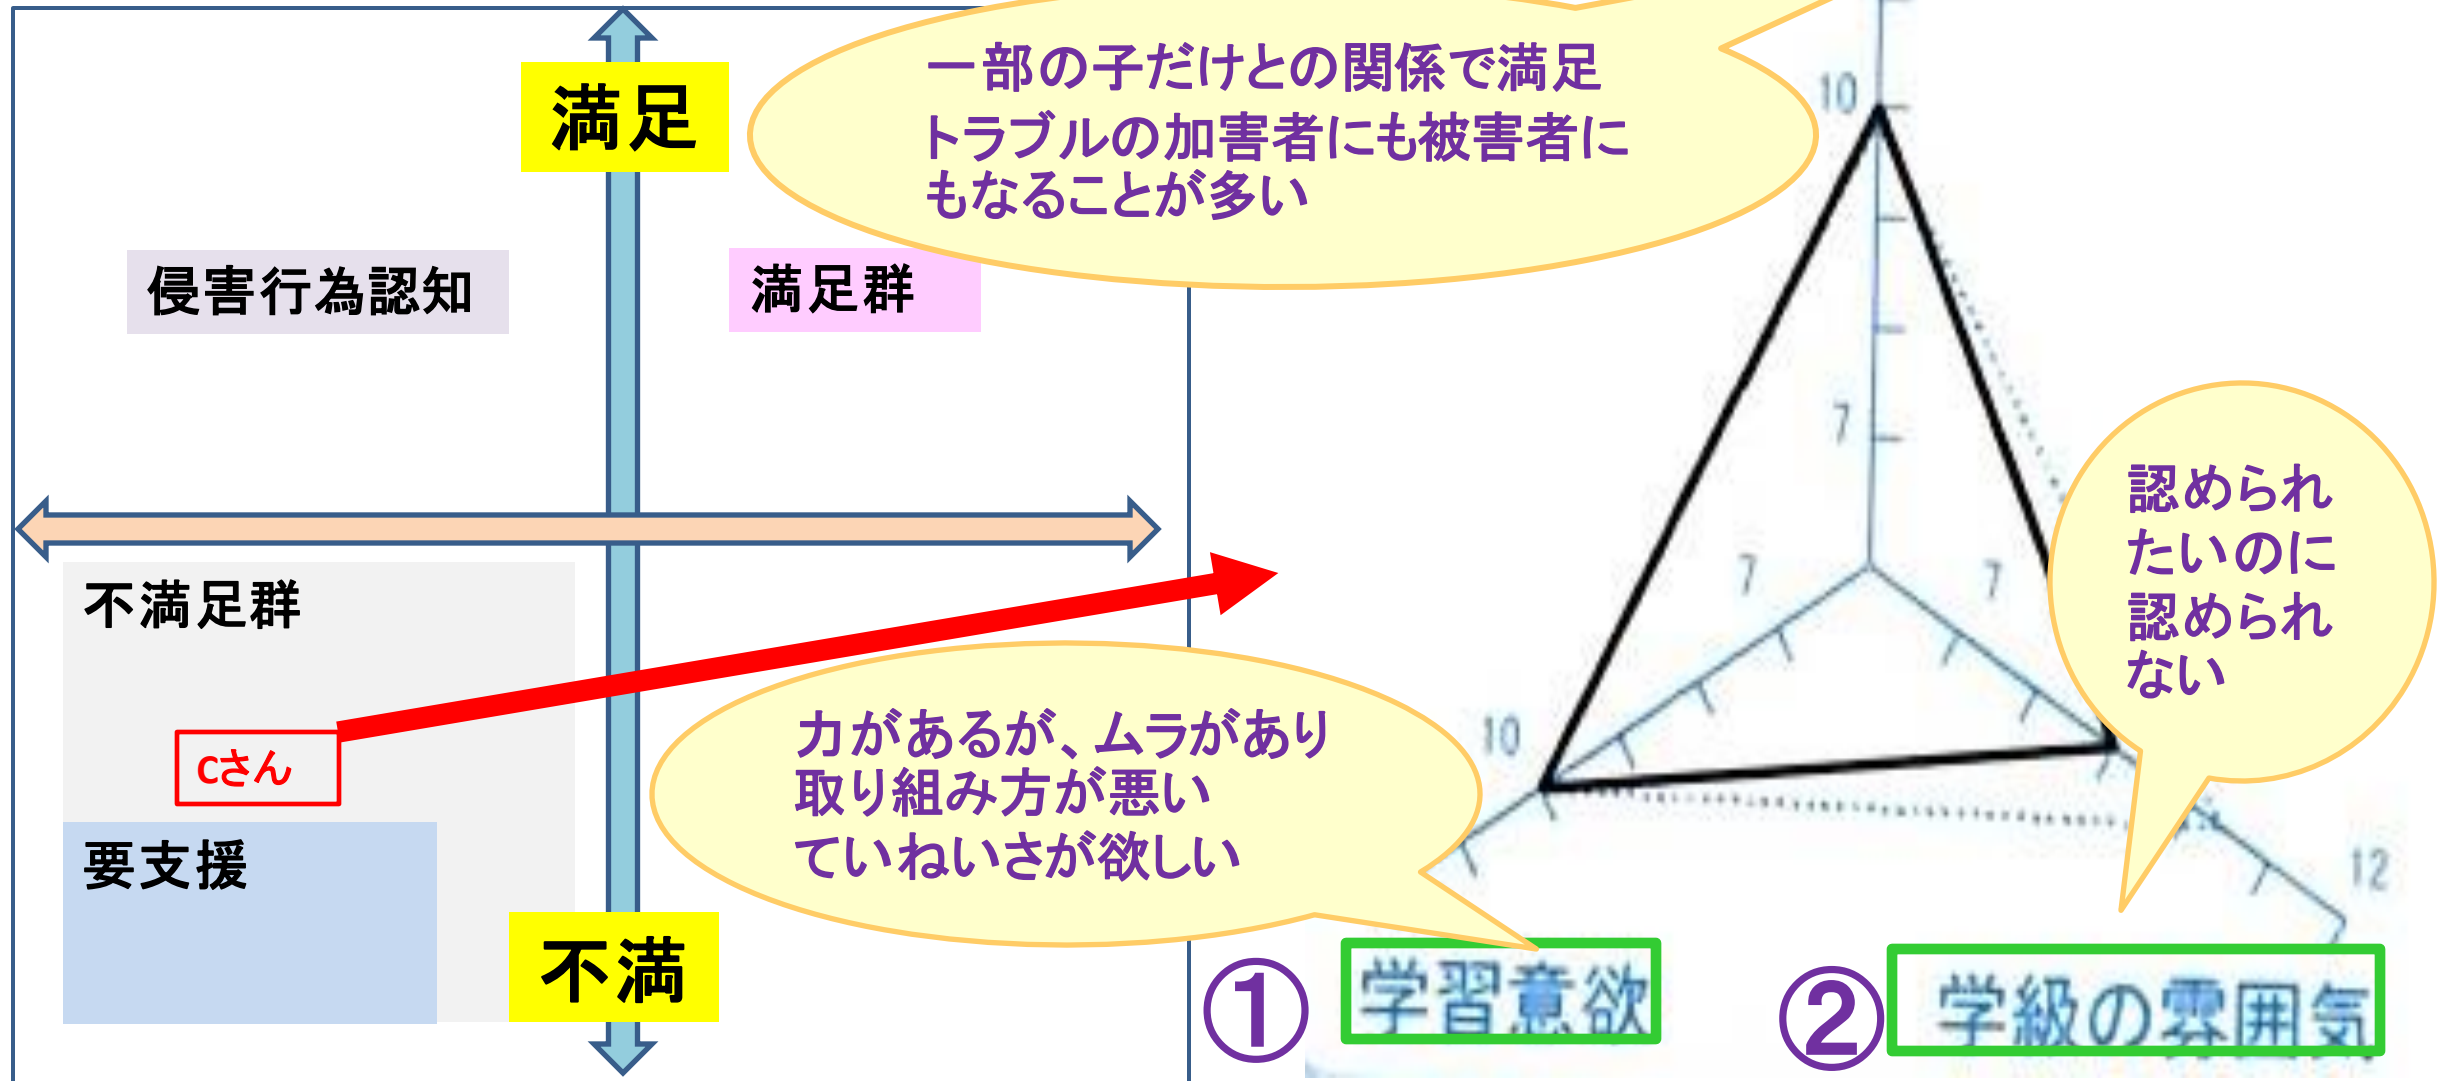 満足
侵害行為認知
満足群
不満足群
Cさん
要支援
不満
一部の子だけとの関係で満足
トラブルの加害者にも被害者に
もなることが多い
力があるが、ムラがあり
取り組み方が悪い
ていねいさが欲しい
10
7
7
7
10
12
認められ
たいのに
認められ
ない
① 学習意欲
② 学級の雰囲気